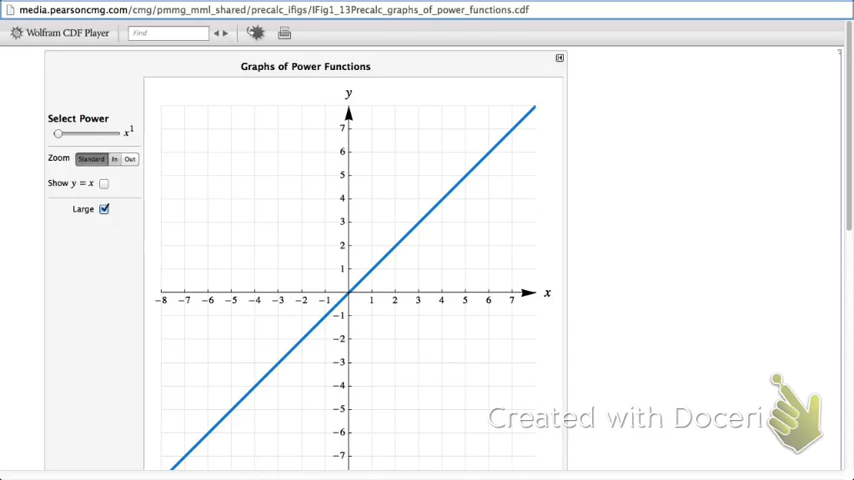 media.pearsoncmg.com/cmg/pmmg_mml_shared/precalc_ifigs/IFig1_13Precalc_graphs_of_power_functions.cdf
Wolfram CDF Player Find
Graphs of Power Functions
Select Power
x1
Zoom Standard In Out
Show y = x
Large
y
7
6
5
4
3
2
1
−8 −7 −6 −5 −4 −3 −2 −1 1 2 3 4 5 6 7 x
−1
−2
−3
−4
−5
−6
−7
Created with Doceri